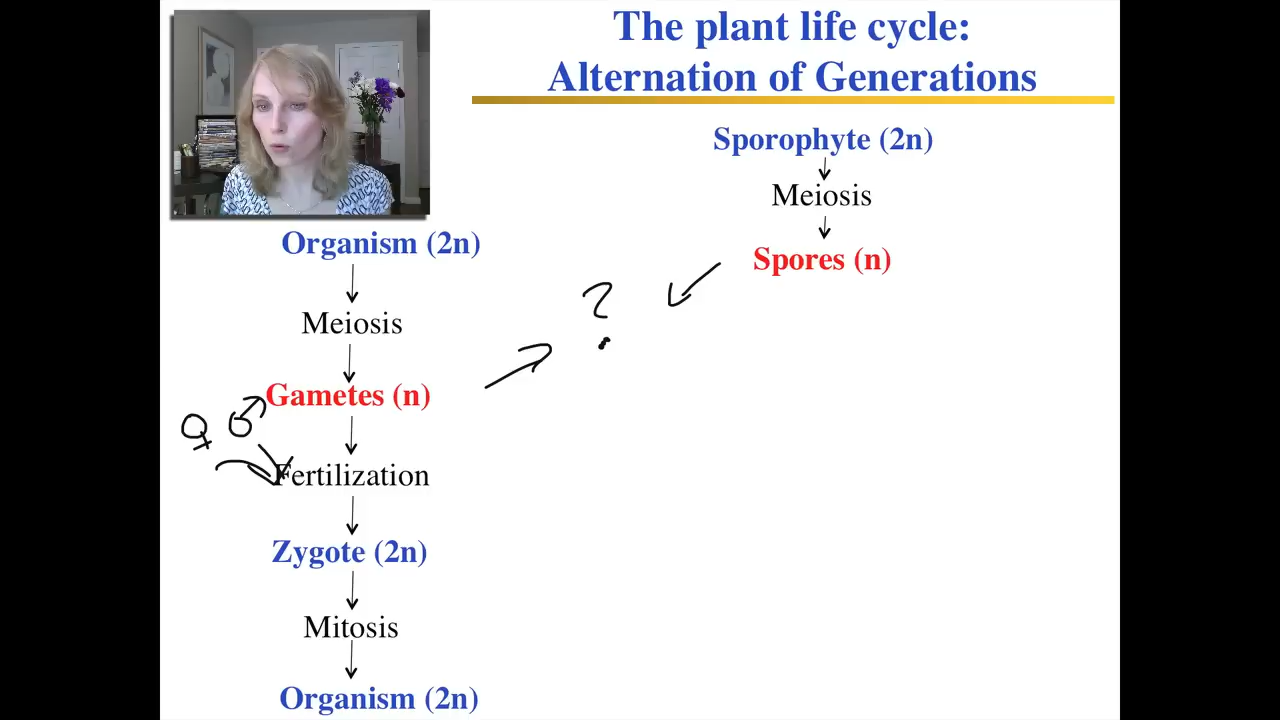 The plant life cycle:
Alternation of Generations
Organism (2n)
Meiosis
Gametes (n)
♀ ♂
Fertilization
Zygote (2n)
Mitosis
Organism (2n)
?
Sporophyte (2n)
Meiosis
Spores (n)